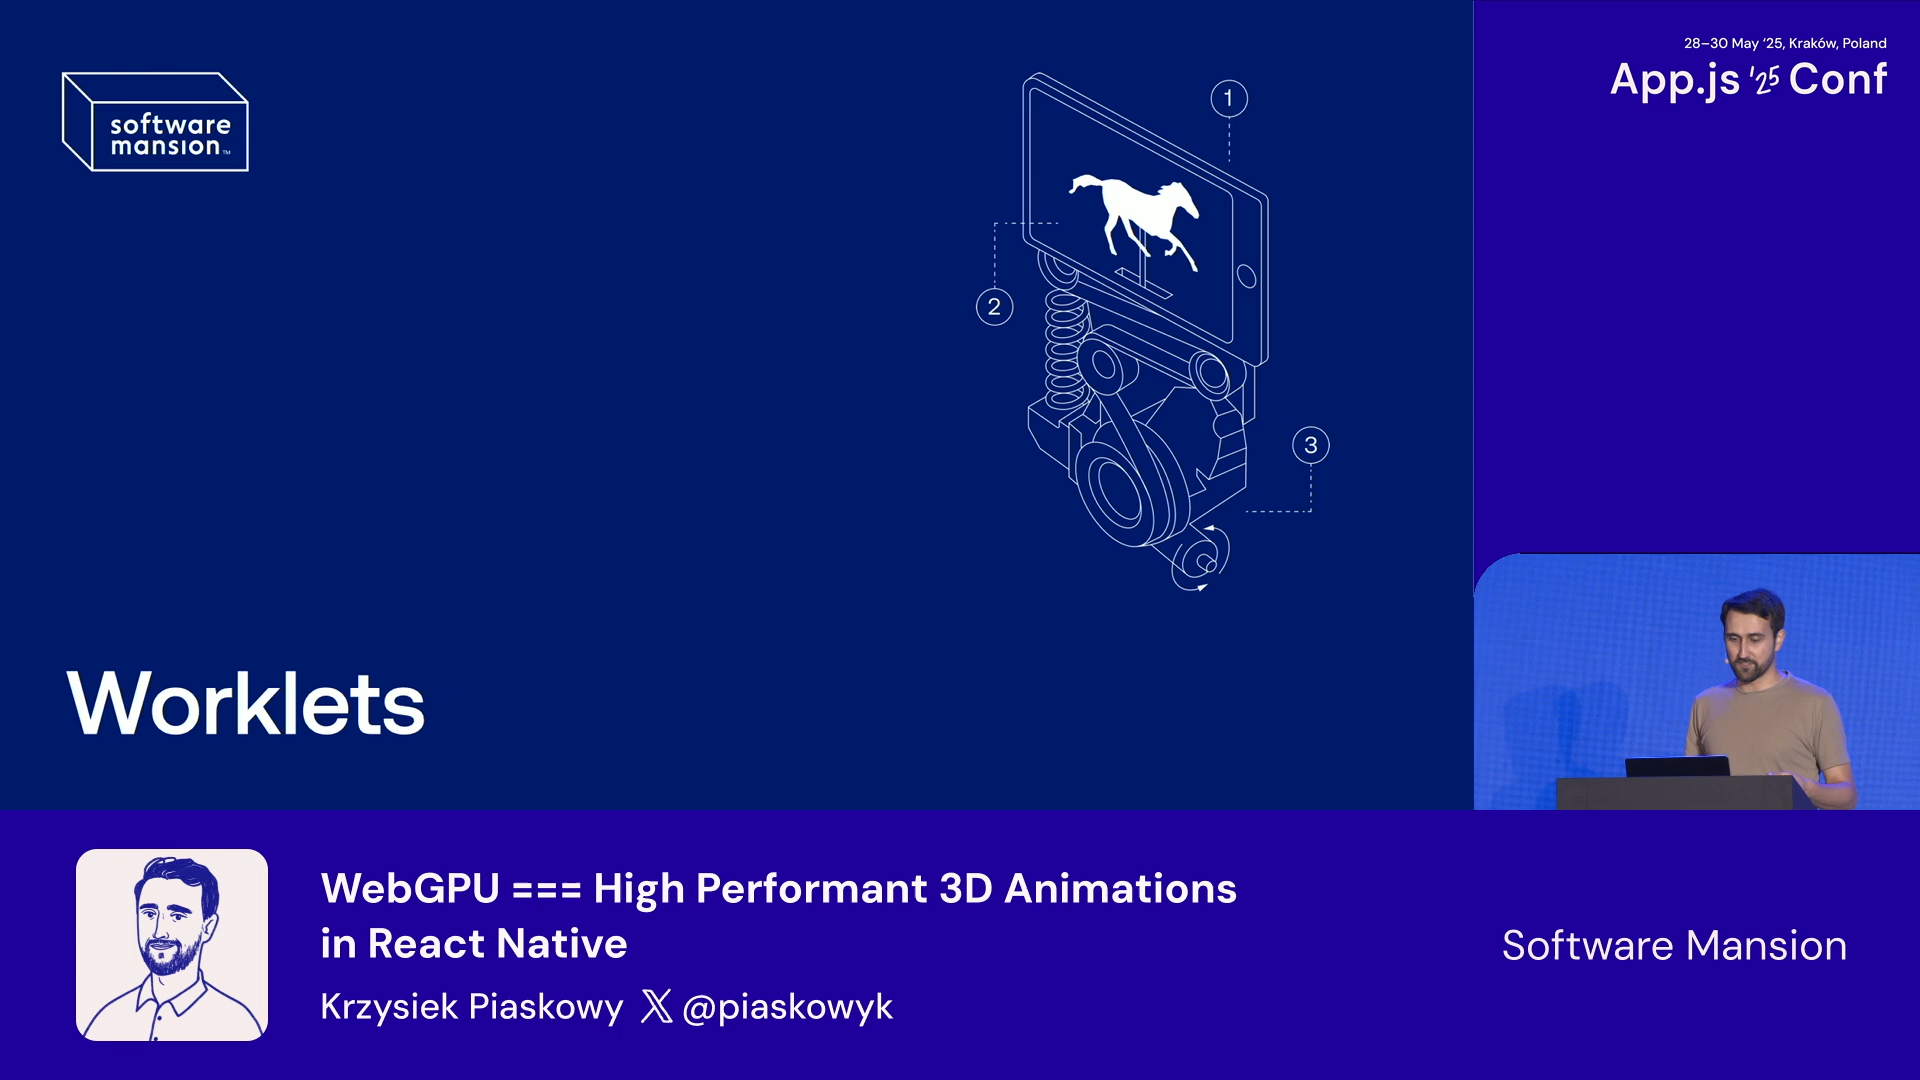 software
mansion™
1
2
3
Worklets
28–30 May '25, Kraków, Poland
App.js '25 Conf
WebGPU === High Performant 3D Animations
in React Native
Krzysiek Piaskowy 𝕏 @piaskowyk
Software Mansion